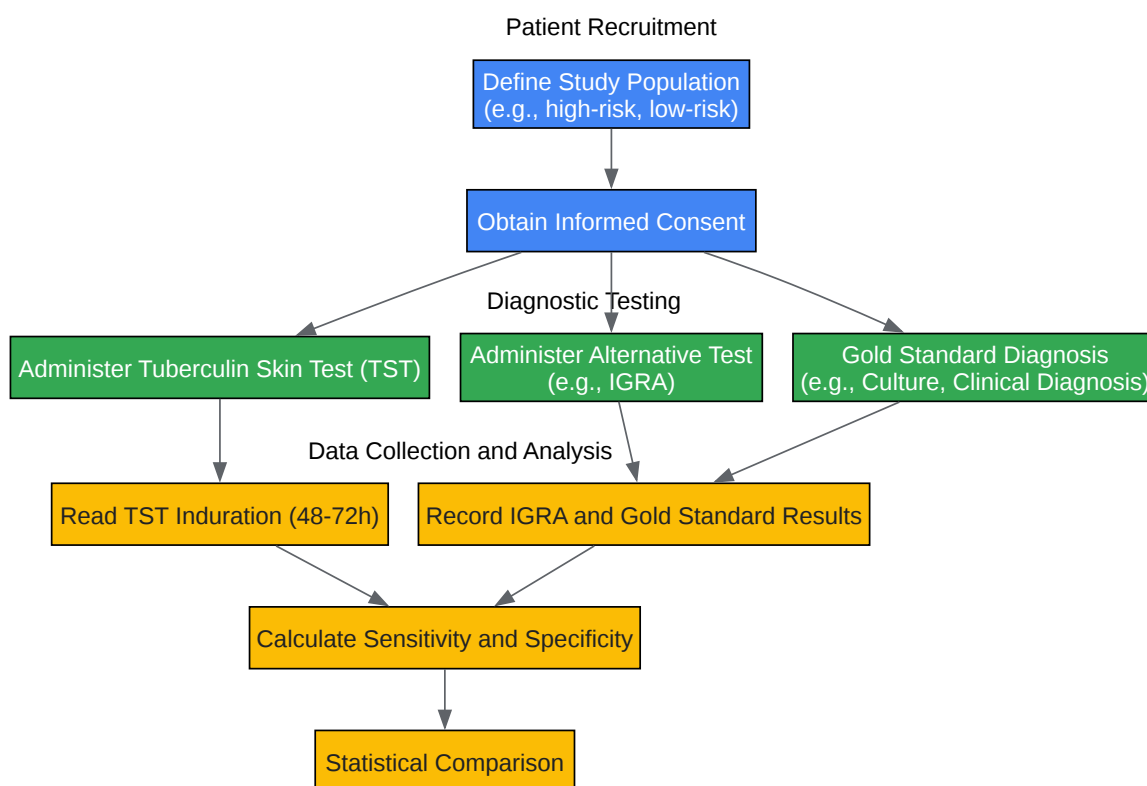 Patient Recruitment
Define Study Population
(e.g., high-risk, low-risk)
Obtain Informed Consent
Diagnostic Testing
Administer Tuberculin Skin Test (TST)
Administer Alternative Test
(e.g., IGRA)
Gold Standard Diagnosis
(e.g., Culture, Clinical Diagnosis)
Data Collection and Analysis
Read TST Induration (48-72h)
Record IGRA and Gold Standard Results
Calculate Sensitivity and Specificity
Statistical Comparison